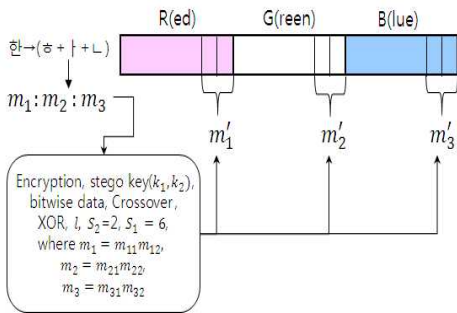 R(ed) G(reen) B(lue)
한→(ㅎ+ㅏ+ㄴ)
m₁:m₂:m₃
m′₁ m′₂ m′₃
Encryption, stego key(k₁,k₂),
bitwise data, Crossover,
XOR, l, S₂=2, S₁ = 6,
where m₁ = m₁₁m₁₂,
m₂ = m₂₁m₂₂,
m₃ = m₃₁m₃₂